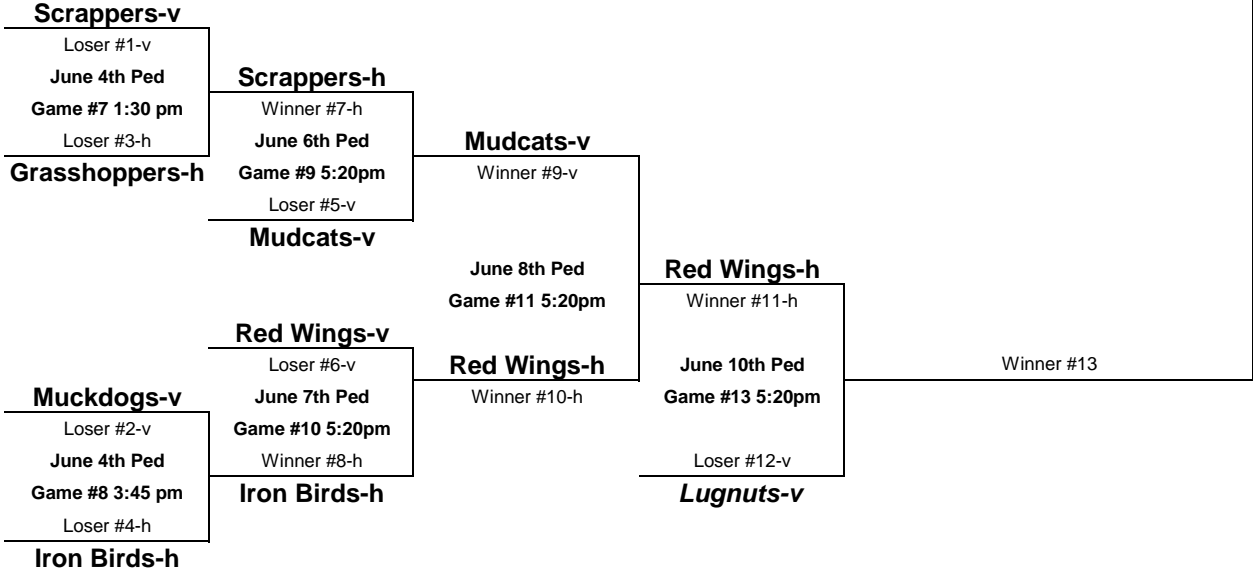 Scrappers-v
Loser #1-v
June 4th Ped
Game #7 1:30 pm
Loser #3-h
Grasshoppers-h
Scrappers-h
Winner #7-h
June 6th Ped
Game #9 5:20pm
Loser #5-v
Mudcats-v
Mudcats-v
Winner #9-v
June 8th Ped
Game #11 5:20pm
Red Wings-h
Winner #10-h
Red Wings-v
Loser #6-v
June 7th Ped
Game #10 5:20pm
Winner #8-h
Iron Birds-h
Muckdogs-v
Loser #2-v
June 4th Ped
Game #8 3:45 pm
Loser #4-h
Iron Birds-h
Red Wings-h
Winner #11-h
June 10th Ped
Game #13 5:20pm
Loser #12-v
Lugnuts-v
Winner #13